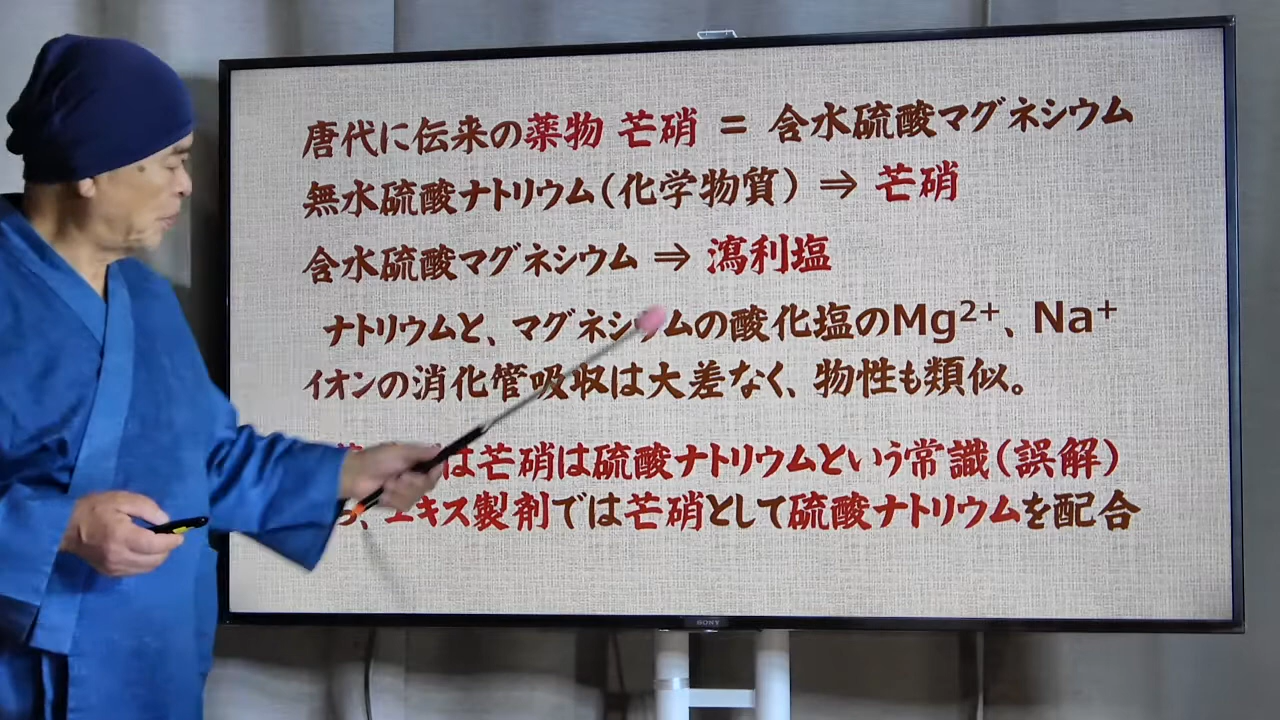 唐代に伝来の薬物 芒硝 = 含水硫酸マグネシウム
無水硫酸ナトリウム(化学物質) ⇒ 芒硝
含水硫酸マグネシウム ⇒ 瀉利塩
ナトリウムと、マグネシウムの酸化塩のMg²⁺、Na⁺
イオンの消化管吸収は大差なく、物性も類似。
は芒硝は硫酸ナトリウムという常識(誤解)
、エキス製剤では芒硝として硫酸ナトリウムを配合
SONY